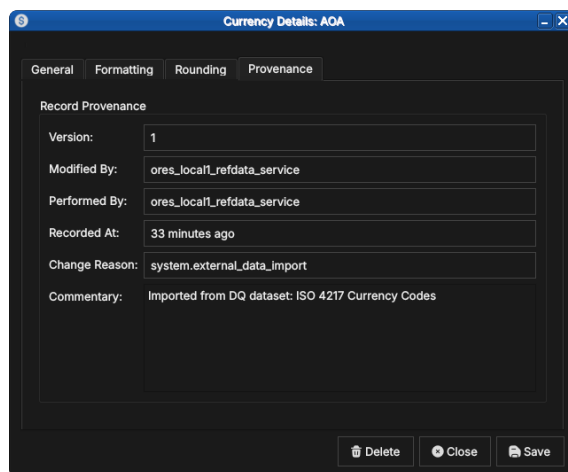 Currency Details: AOA
General Formatting Rounding Provenance
Record Provenance
Version: 1
Modified By: ores_local1_refdata_service
Performed By: ores_local1_refdata_service
Recorded At: 33 minutes ago
Change Reason: system.external_data_import
Commentary: Imported from DQ dataset: ISO 4217 Currency Codes
Delete Close Save